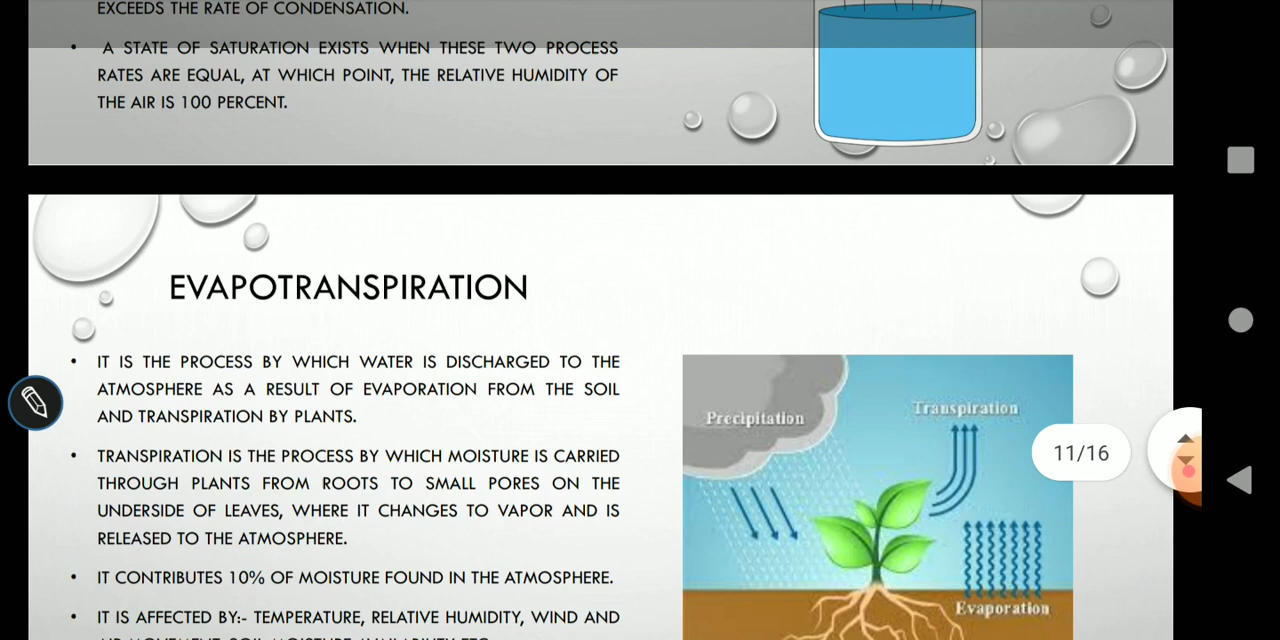 EXCEEDS THE RATE OF CONDENSATION.
• A STATE OF SATURATION EXISTS WHEN THESE TWO PROCESS
RATES ARE EQUAL, AT WHICH POINT, THE RELATIVE HUMIDITY OF
THE AIR IS 100 PERCENT.
EVAPOTRANSPIRATION
• IT IS THE PROCESS BY WHICH WATER IS DISCHARGED TO THE
ATMOSPHERE AS A RESULT OF EVAPORATION FROM THE SOIL
AND TRANSPIRATION BY PLANTS.
• TRANSPIRATION IS THE PROCESS BY WHICH MOISTURE IS CARRIED
THROUGH PLANTS FROM ROOTS TO SMALL PORES ON THE
UNDERSIDE OF LEAVES, WHERE IT CHANGES TO VAPOR AND IS
RELEASED TO THE ATMOSPHERE.
• IT CONTRIBUTES 10% OF MOISTURE FOUND IN THE ATMOSPHERE.
• IT IS AFFECTED BY:- TEMPERATURE, RELATIVE HUMIDITY, WIND AND
Precipitation
Transpiration
Evaporation
11/16